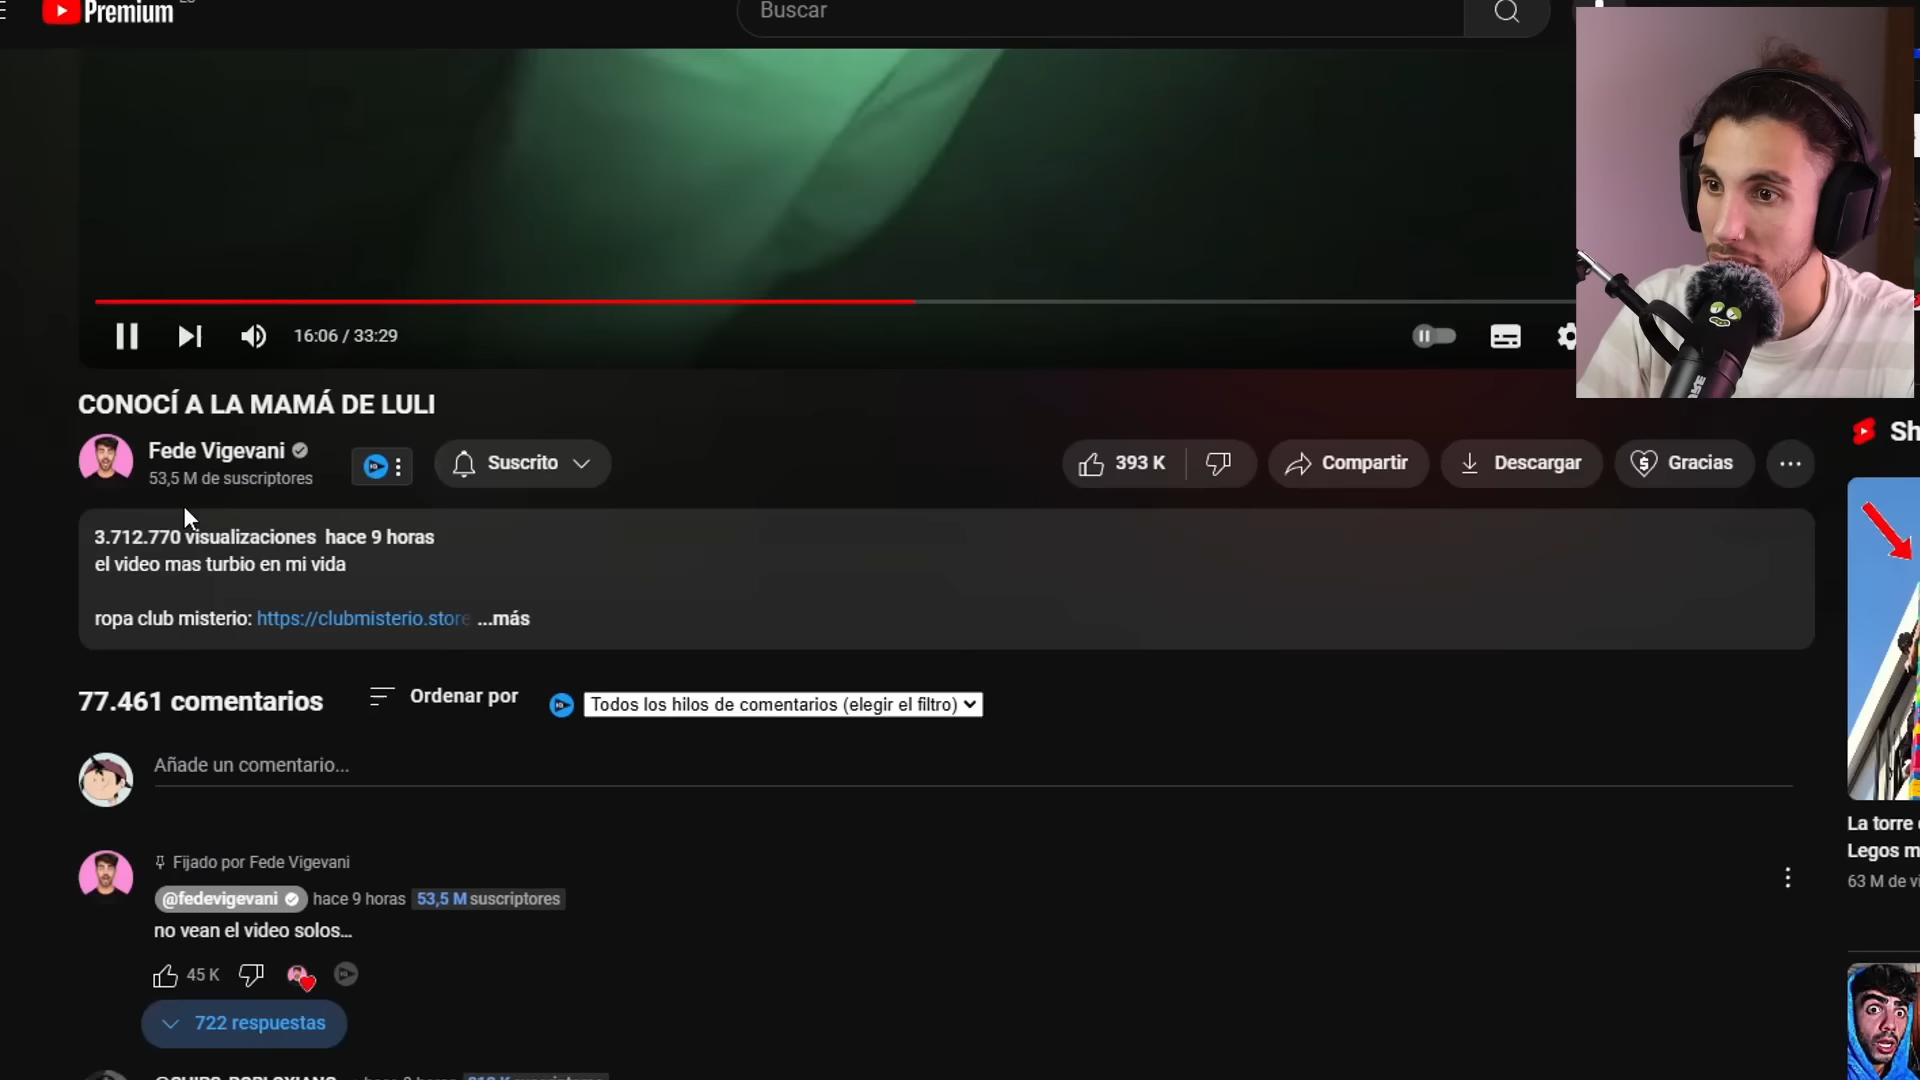 Premium
Buscar
16:06 / 33:29
CONOCÍ A LA MAMÁ DE LULI
Fede Vigevani
53,5 M de suscriptores
Suscrito
393 K
Compartir
Descargar
Gracias
3.712.770 visualizaciones hace 9 horas
el video mas turbio en mi vida
ropa club misterio: https://clubmisterio.store ...más
77.461 comentarios
Ordenar por
Todos los hilos de comentarios (elegir el filtro)
Añade un comentario...
Fijado por Fede Vigevani
@fedevigevani hace 9 horas 53,5 M suscriptores
no vean el video solos...
45 K
722 respuestas
Sh
La torre
Legos m
63 M de vi